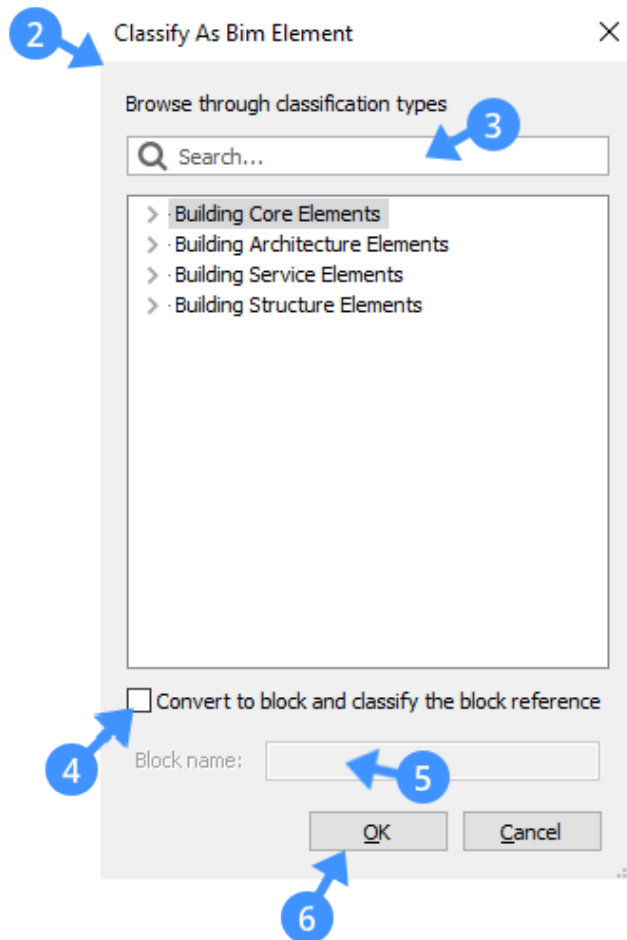 2
Classify As Bim Element
Browse through classification types
3
Search...
Building Core Elements
Building Architecture Elements
Building Service Elements
Building Structure Elements
Convert to block and classify the block reference
4
Block name:
5
OK Cancel
6